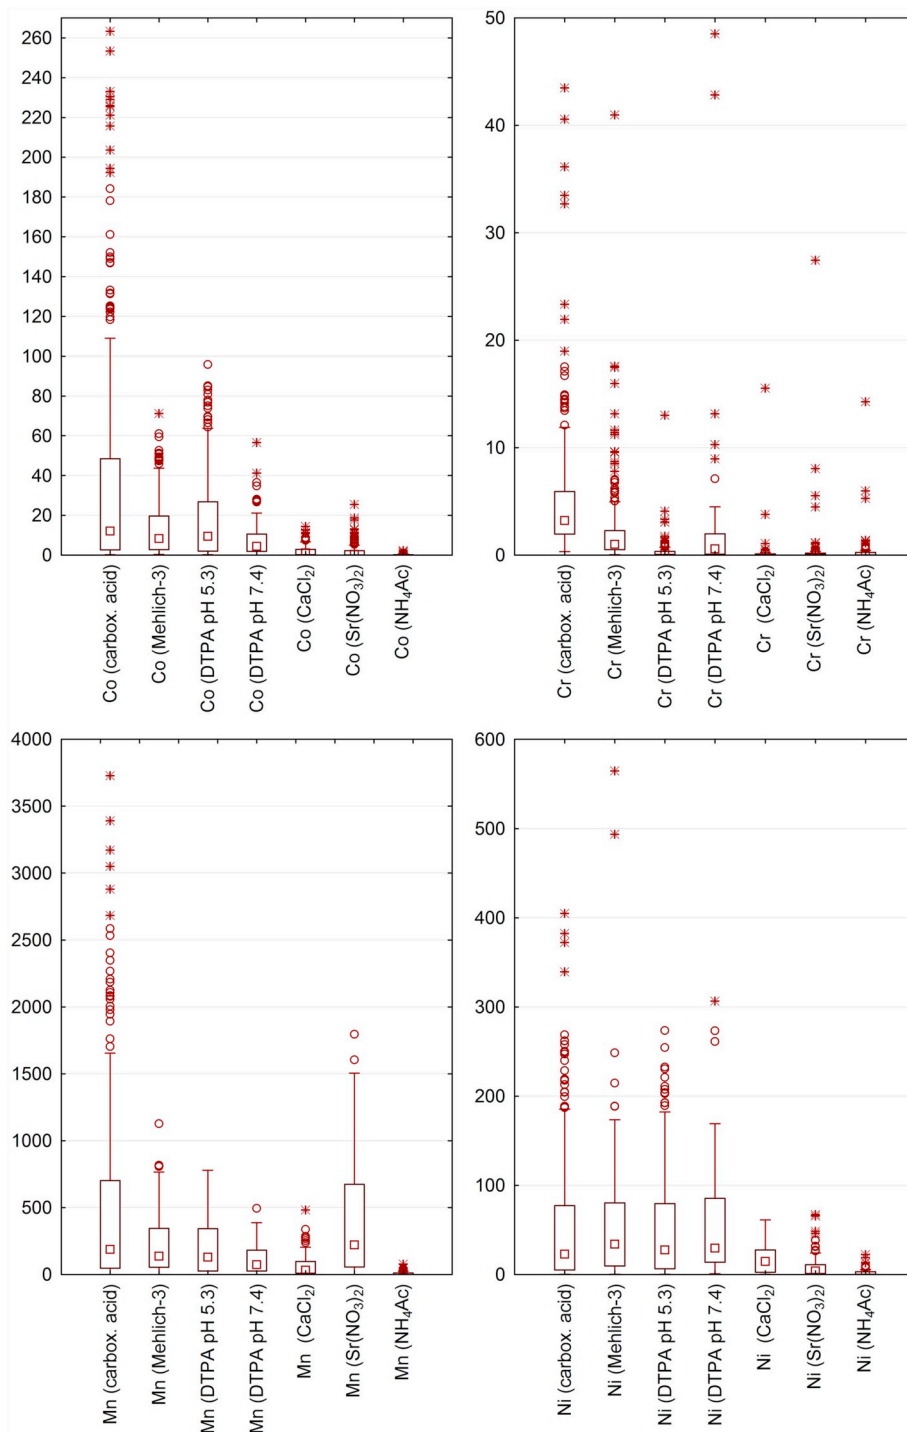 260
240
220
200
180
160
140
120
100
80
60
40
20
0
Co (carbox. acid)
Co (Mehlich-3)
Co (DTPA pH 5.3)
Co (DTPA pH 7.4)
Co (CaCl₂)
Co (Sr(NO₃)₂)
Co (NH₄Ac)
50
40
30
20
10
0
Cr (carbox. acid)
Cr (Mehlich-3)
Cr (DTPA pH 5.3)
Cr (DTPA pH 7.4)
Cr (CaCl₂)
Cr (Sr(NO₃)₂)
Cr (NH₄Ac)
4000
3500
3000
2500
2000
1500
1000
500
0
Mn (carbox. acid)
Mn (Mehlich-3)
Mn (DTPA pH 5.3)
Mn (DTPA pH 7.4)
Mn (CaCl₂)
Mn (Sr(NO₃)₂)
Mn (NH₄Ac)
600
500
400
300
200
100
0
Ni (carbox. acid)
Ni (Mehlich-3)
Ni (DTPA pH 5.3)
Ni (DTPA pH 7.4)
Ni (CaCl₂)
Ni (Sr(NO₃)₂)
Ni (NH₄Ac)